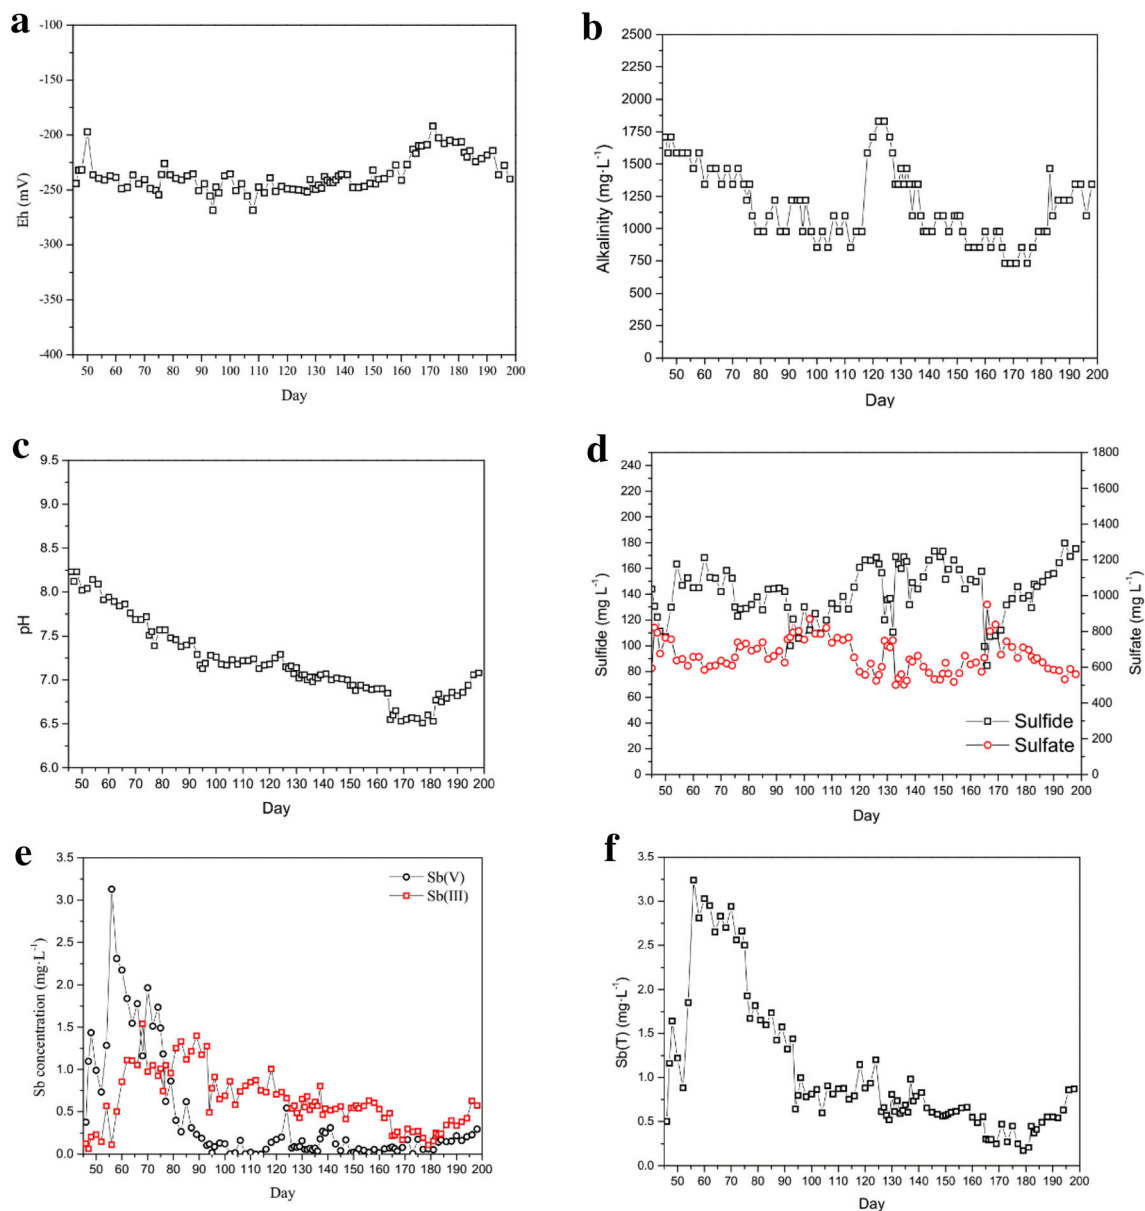 a
-100
-150
-200
-250
-300
-350
-400
Eh (mV)
50 60 70 80 90 100 110 120 130 140 150 160 170 180 190 200
Day
b
2500
2250
2000
1750
1500
1250
1000
750
500
250
0
Alkalinity (mg·L-1)
50 60 70 80 90 100 110 120 130 140 150 160 170 180 190 200
Day
c
9.5
9.0
8.5
8.0
7.5
7.0
6.5
6.0
pH
50 60 70 80 90 100 110 120 130 140 150 160 170 180 190 200
Day
d
240
220
200
180
160
140
120
100
80
60
40
20
0
Sulfide (mg L-1)
1800
1600
1400
1200
1000
800
600
400
200
0
Sulfate (mg L-1)
Sulfide
Sulfate
50 60 70 80 90 100 110 120 130 140 150 160 170 180 190 200
Day
e
3.5
3.0
2.5
2.0
1.5
1.0
0.5
0.0
Sb concentration (mg·L-1)
Sb(V)
Sb(III)
50 60 70 80 90 100 110 120 130 140 150 160 170 180 190 200
Day
f
3.5
3.0
2.5
2.0
1.5
1.0
0.5
0.0
Sb(T) (mg·L-1)
50 60 70 80 90 100 110 120 130 140 150 160 170 180 190 200
Day